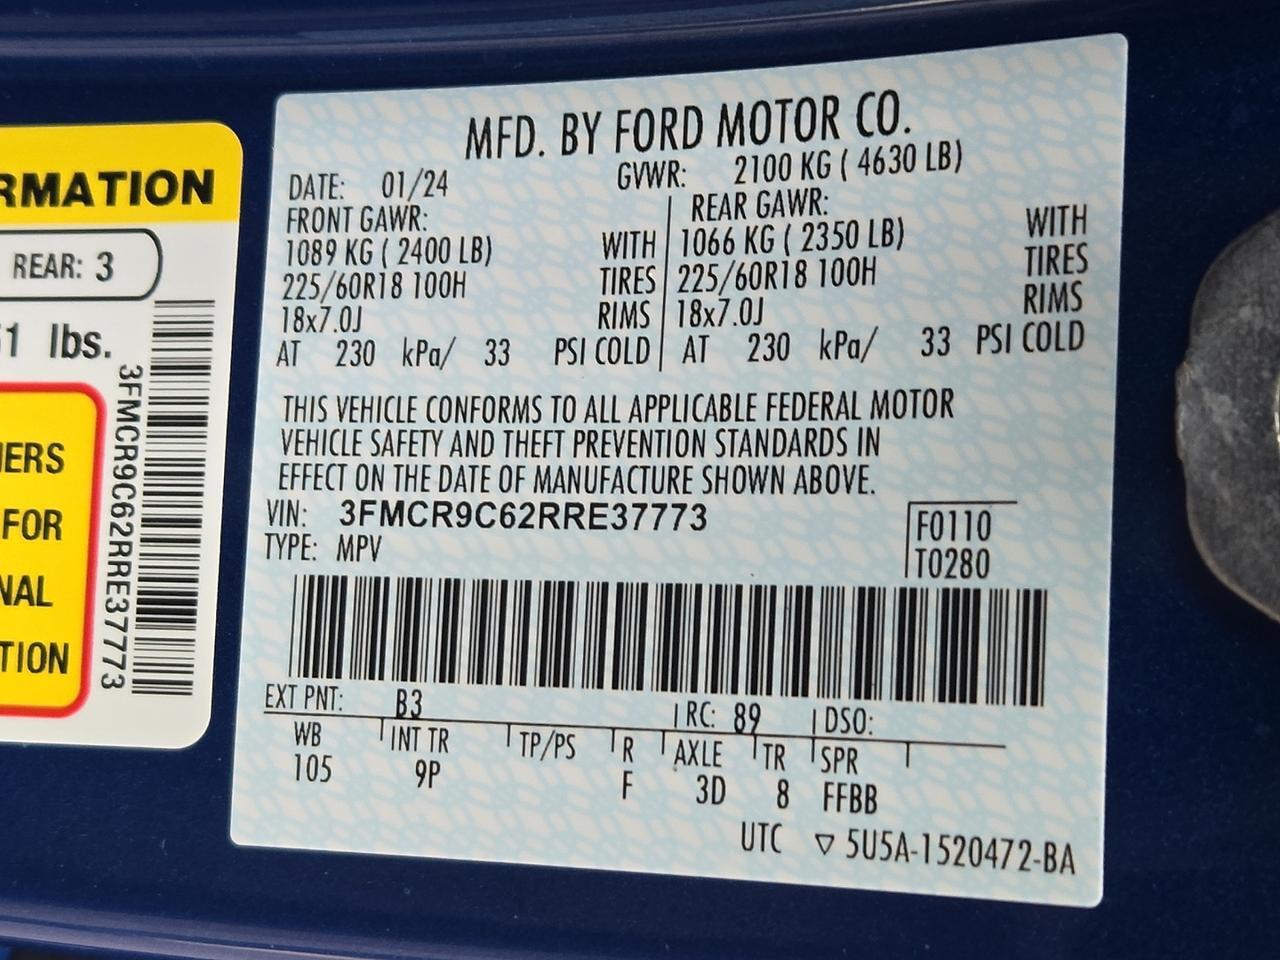 RMATION
REAR: 3
51 lbs.
IERS
FOR
NAL
TION
3FMCR9C62RRE37773
MFD. BY FORD MOTOR CO.
DATE: 01/24 GVWR: 2100 KG ( 4630 LB)
FRONT GAWR: REAR GAWR:
1089 KG ( 2400 LB) WITH 1066 KG ( 2350 LB) WITH
225/60R18 100H TIRES 225/60R18 100H TIRES
18x7.0J RIMS 18x7.0J RIMS
AT 230 kPa/ 33 PSI COLD AT 230 kPa/ 33 PSI COLD
THIS VEHICLE CONFORMS TO ALL APPLICABLE FEDERAL MOTOR
VEHICLE SAFETY AND THEFT PREVENTION STANDARDS IN
EFFECT ON THE DATE OF MANUFACTURE SHOWN ABOVE.
VIN: 3FMCR9C62RRE37773 F0110
TYPE: MPV T0280
EXT PNT: B3 RC: 89 DSO:
WB INT TR TP/PS R AXLE TR SPR
105 9P F 3D 8 FFBB
UTC ▽ 5U5A-1520472-BA